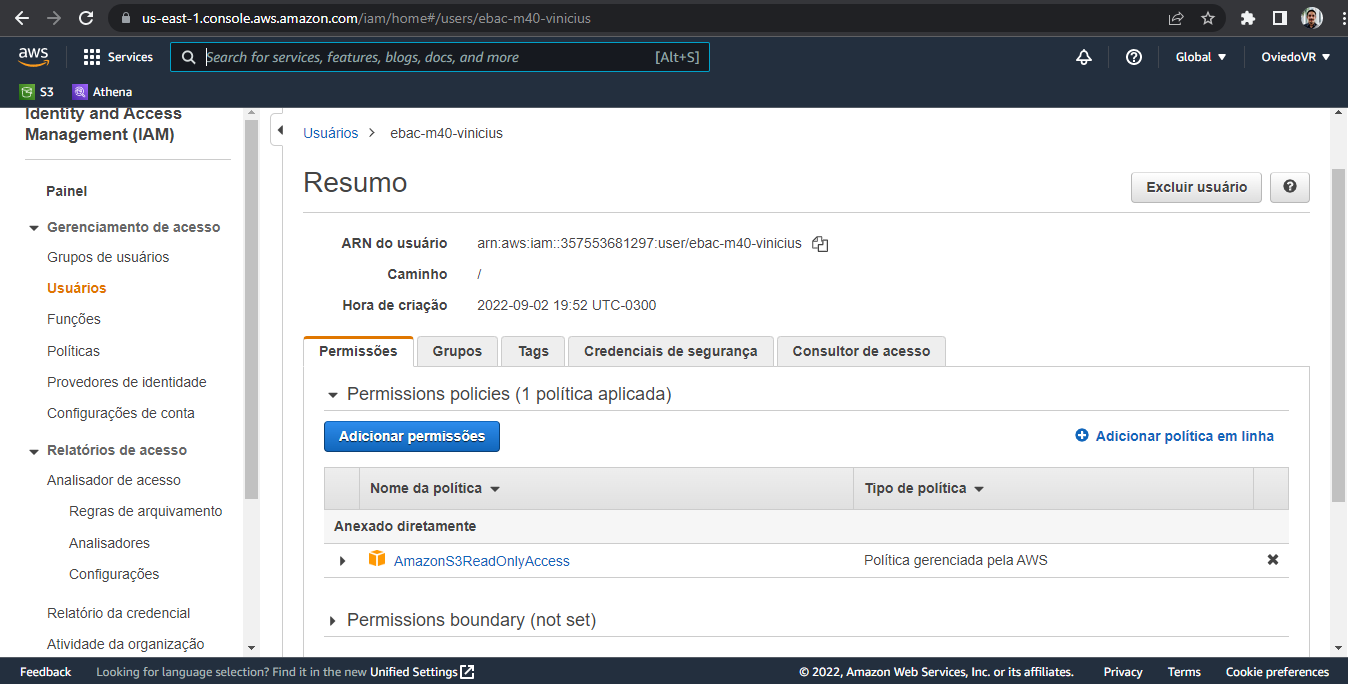 us-east-1.console.aws.amazon.com/iam/home#/users/ebac-m40-vinicius
aws Services Search for services, features, blogs, docs, and more [Alt+S] Global OviedoVR
S3 Athena
Identity and Access
Management (IAM)
Painel
Gerenciamento de acesso
Grupos de usuários
Usuários
Funções
Políticas
Provedores de identidade
Configurações de conta
Relatórios de acesso
Analisador de acesso
Regras de arquivamento
Analisadores
Configurações
Relatório da credencial
Atividade da organização
Usuários > ebac-m40-vinicius
Resumo
Excluir usuário
ARN do usuário arn:aws:iam::357553681297:user/ebac-m40-vinicius
Caminho /
Hora de criação 2022-09-02 19:52 UTC-0300
Permissões Grupos Tags Credenciais de segurança Consultor de acesso
Permissions policies (1 política aplicada)
Adicionar permissões Adicionar política em linha
Nome da política Tipo de política
Anexado diretamente
AmazonS3ReadOnlyAccess Política gerenciada pela AWS
Permissions boundary (not set)
Feedback Looking for language selection? Find it in the new Unified Settings © 2022, Amazon Web Services, Inc. or its affiliates. Privacy Terms Cookie preferences